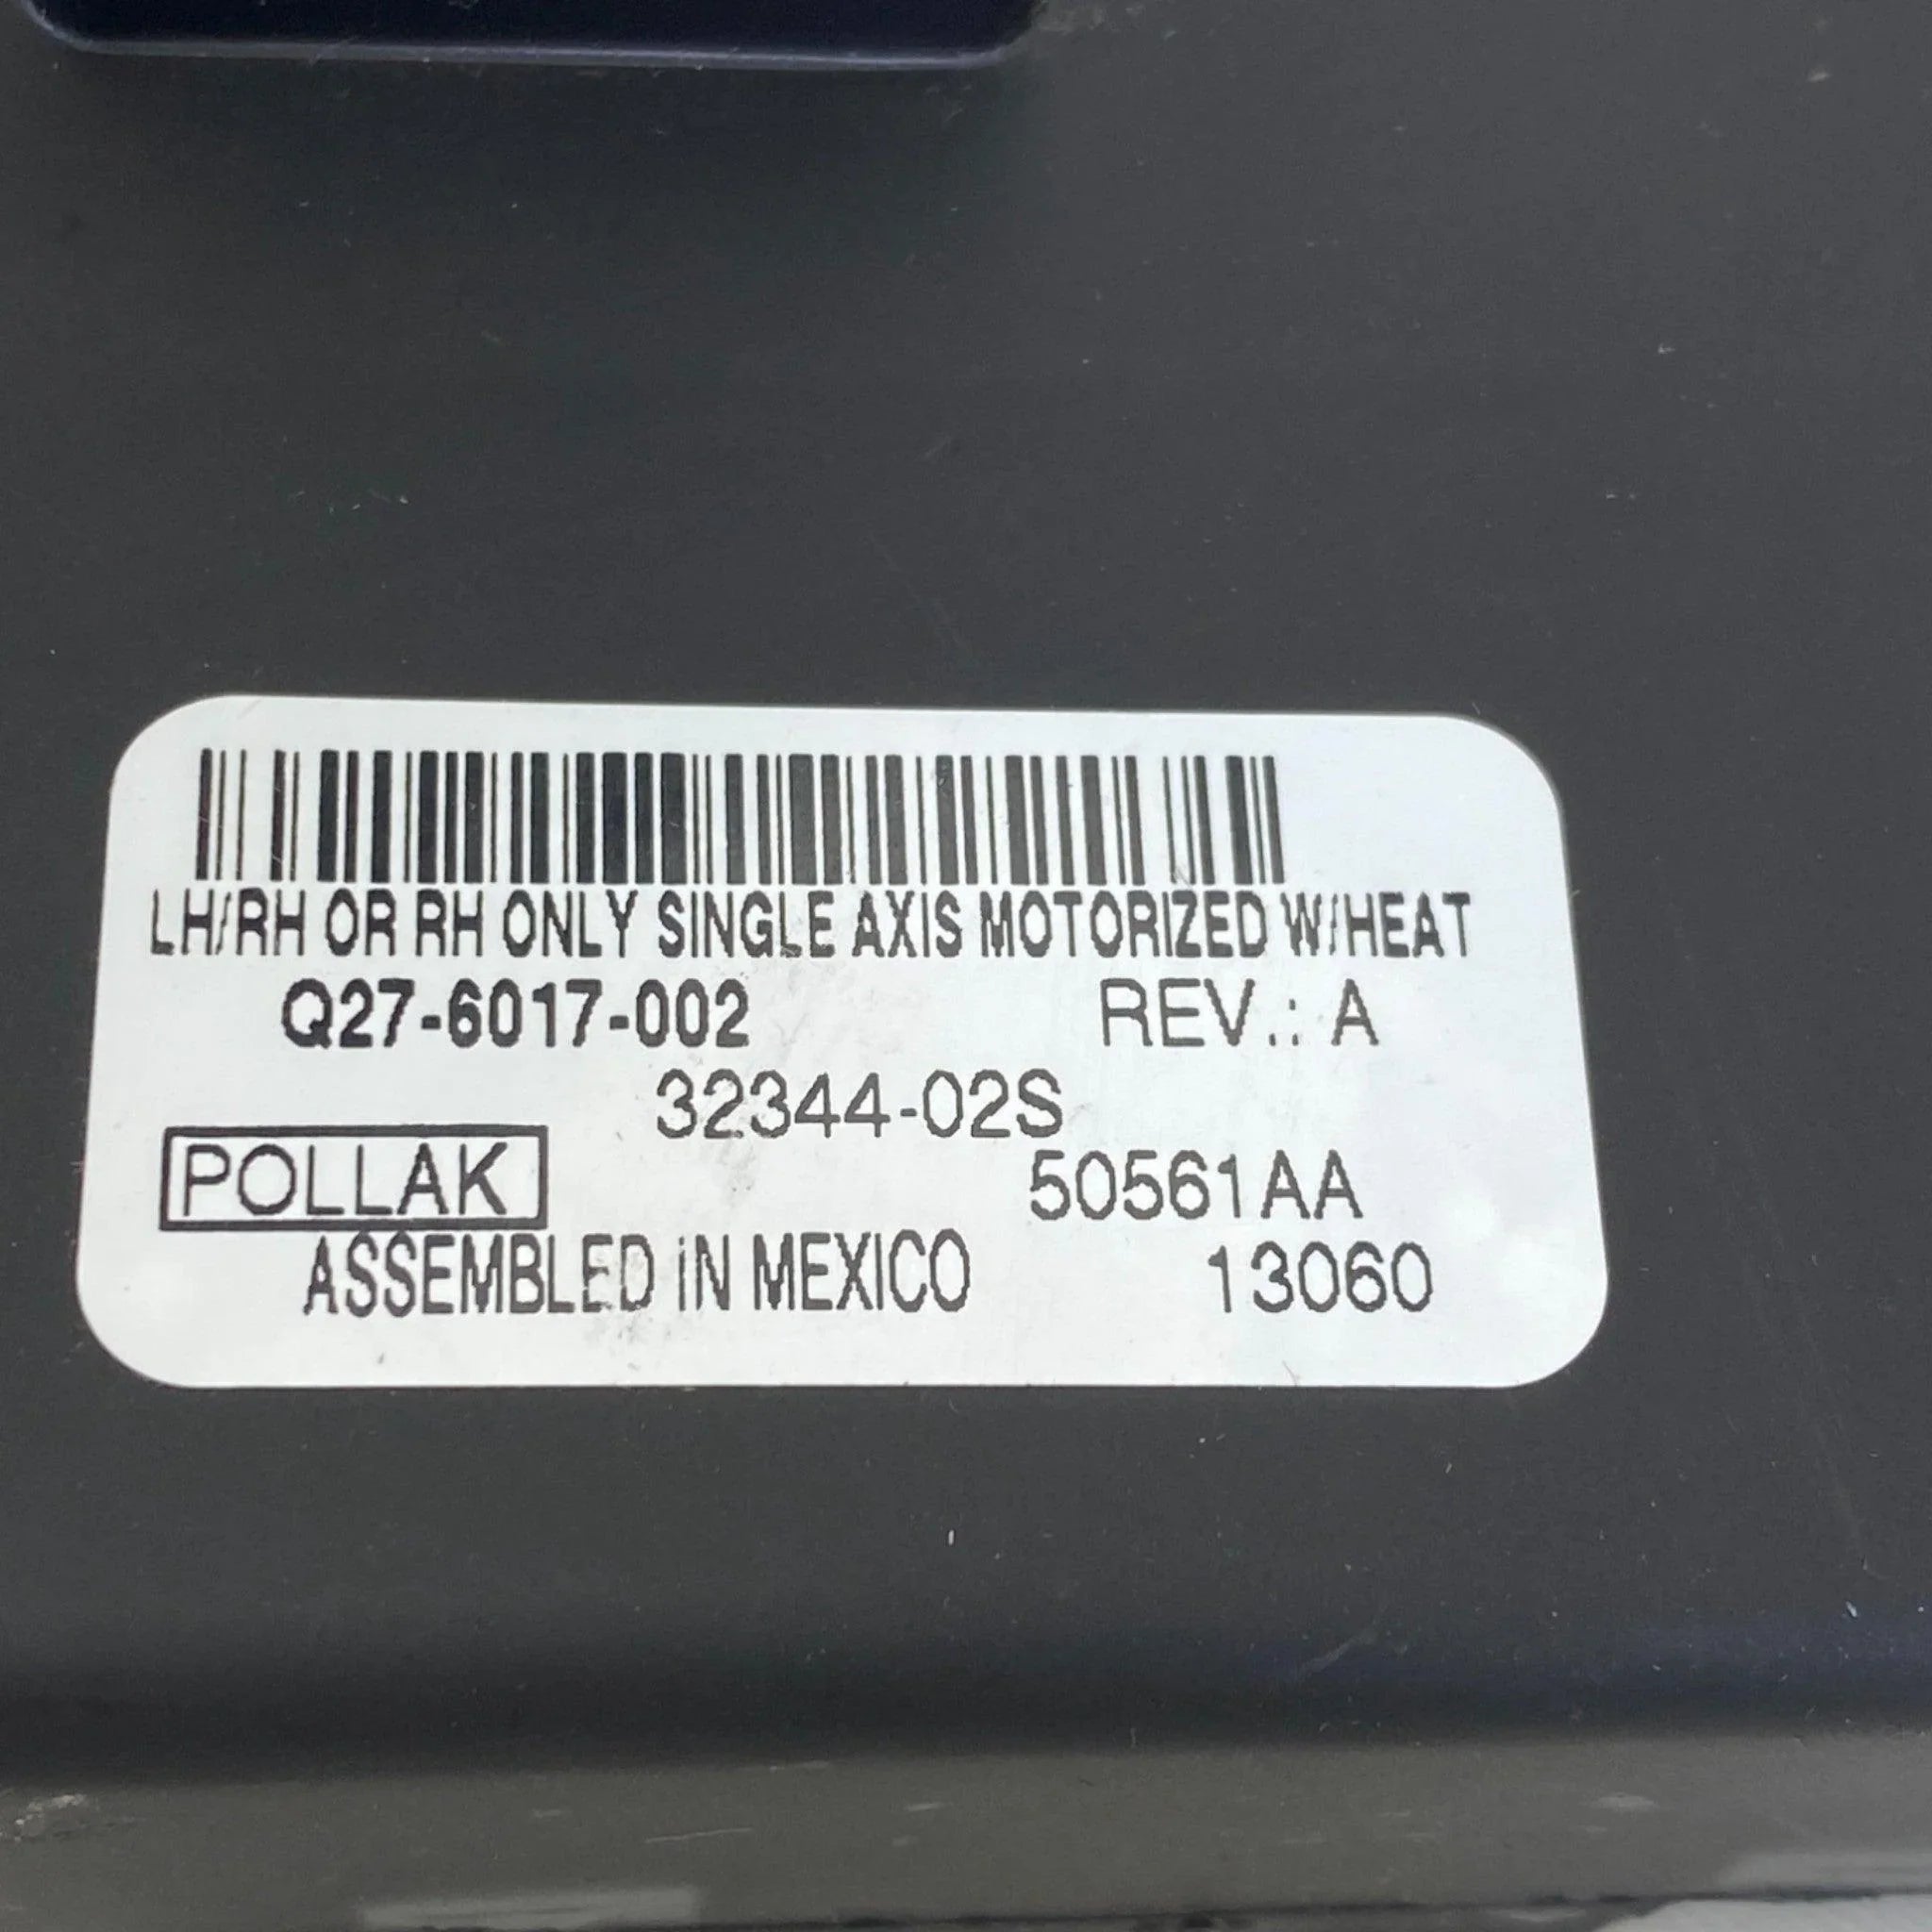 LH/RH OR RH ONLY SINGLE AXIS MOTORIZED W/HEAT
Q27-6017-002 REV.: A
32344-02S
POLLAK 50561AA
ASSEMBLED iN MEXICO 13060